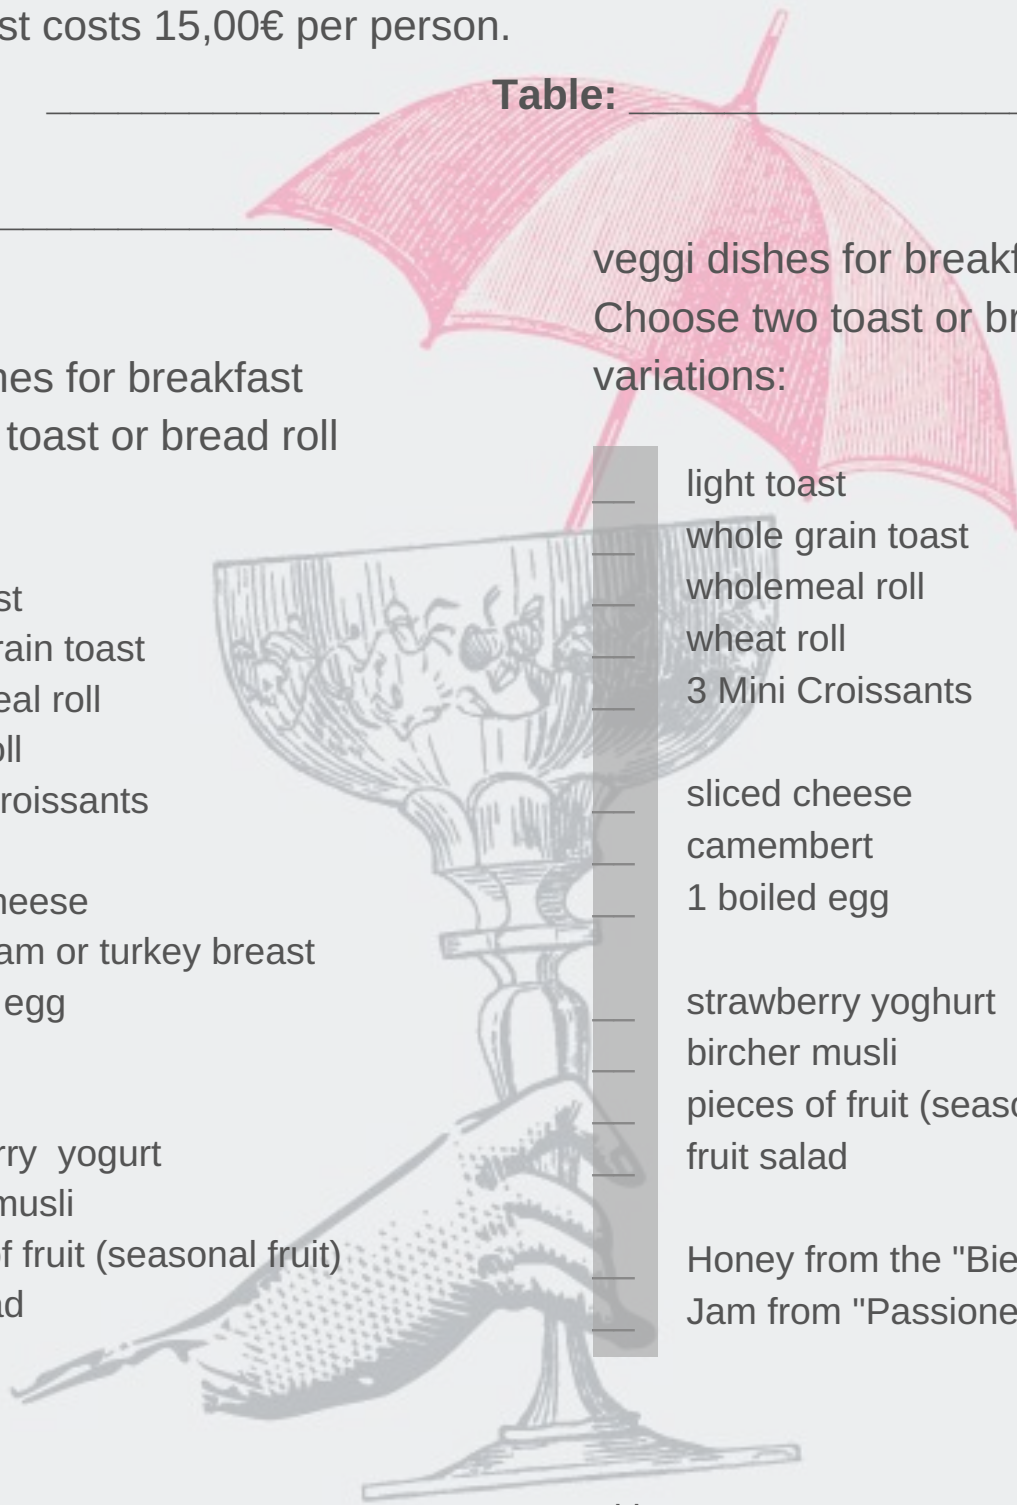 st costs 15,00€ per person.
Table:
hes for breakfast
toast or bread roll
st
rain toast
eal roll
oll
roissants
heese
am or turkey breast
egg
rry  yogurt
musli
of fruit (seasonal fruit)
ad
veggi dishes for breakf
Choose two toast or br
variations:
light toast
whole grain toast
wholemeal roll
wheat roll
3 Mini Croissants
sliced cheese
camembert
1 boiled egg
strawberry yoghurt
bircher musli
pieces of fruit (seaso
fruit salad
Honey from the "Bie
Jam from "Passione